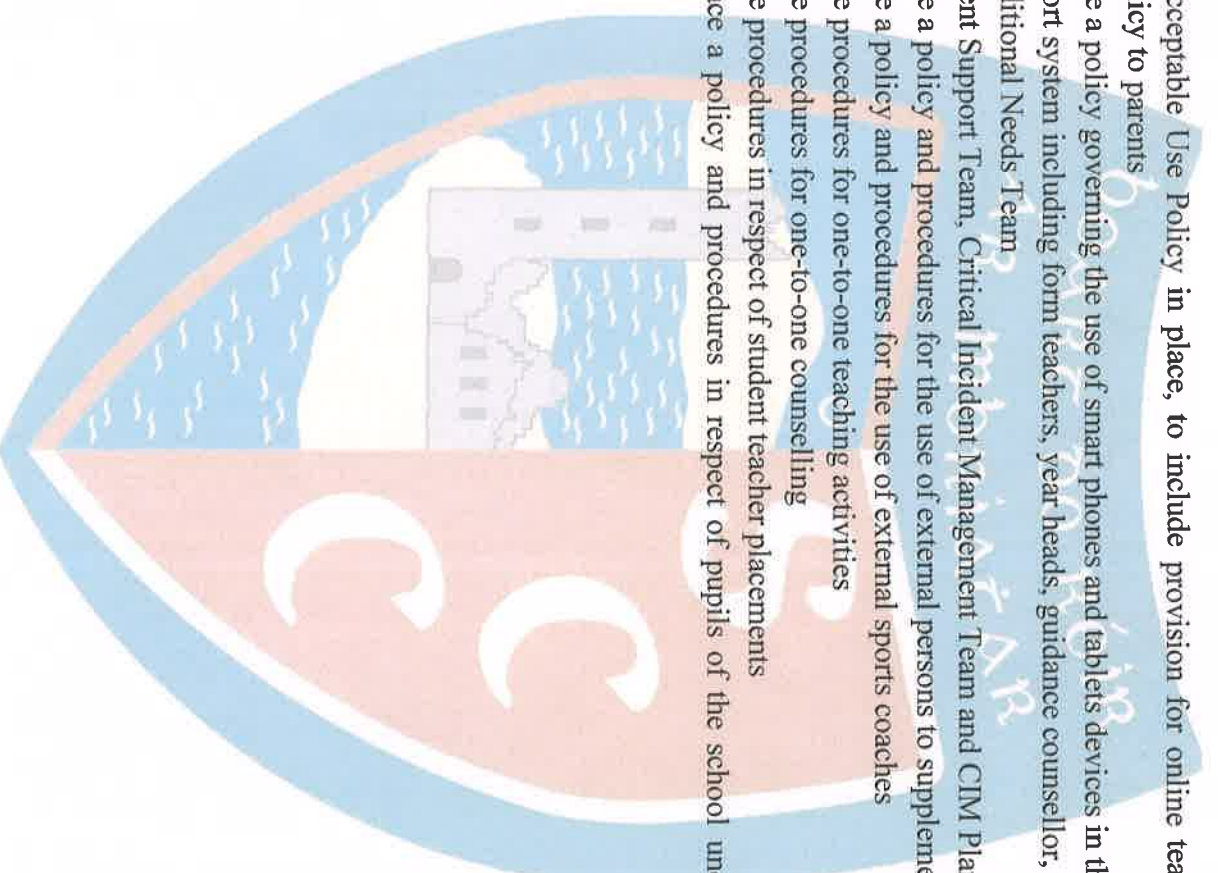 cceptable Use Policy in place, to include provision for online tea
icy to parents
e a policy governing the use of smart phones and tablets devices in th
ort system including form teachers, year heads, guidance counsellor,
litional Needs Team
ent Support Team, Critical Incident Management Team and CIM Pla
e a policy and procedures for the use of external persons to suppleme
e a policy and procedures for the use of external sports coaches
e procedures for one-to-one teaching activities
e procedures for one-to-one counselling
e procedures in respect of student teacher placements
ace a policy and procedures in respect of pupils of the school un
S
C C